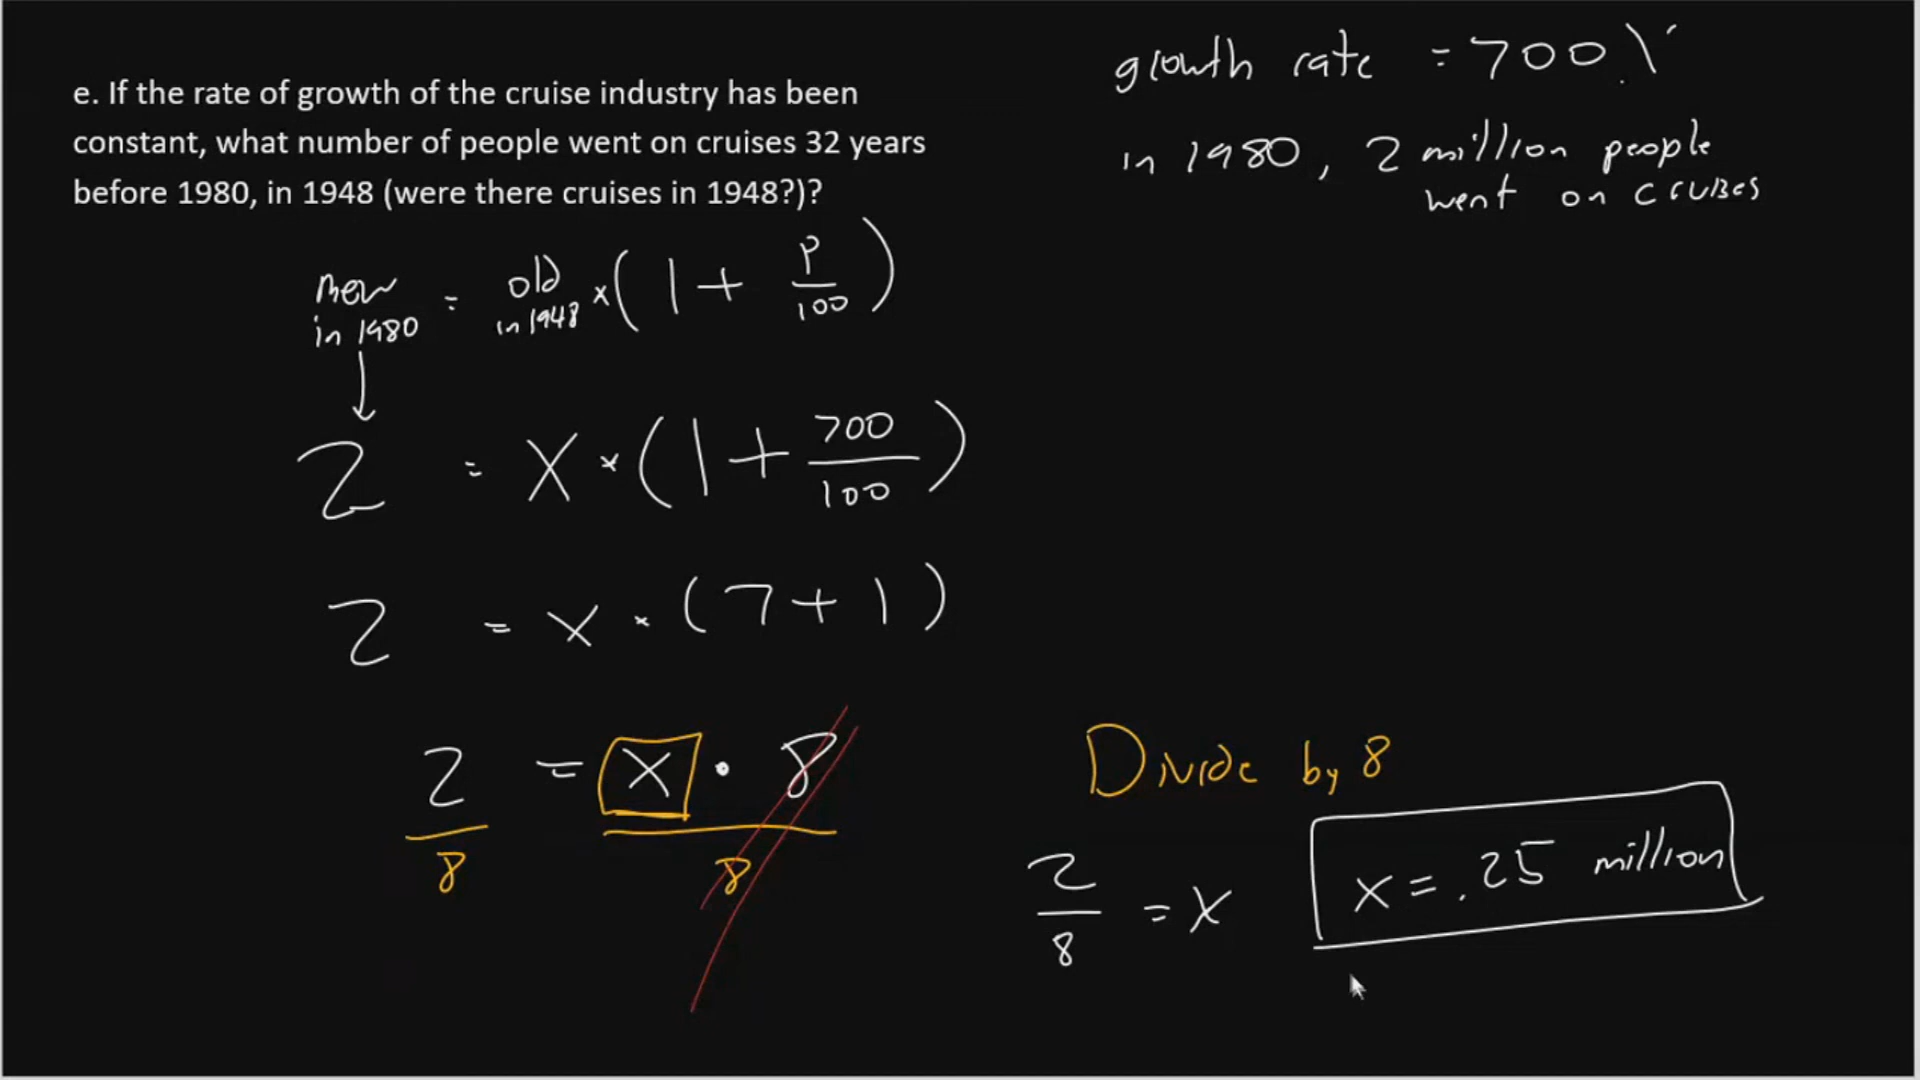 e. If the rate of growth of the cruise industry has been
constant, what number of people went on cruises 32 years
before 1980, in 1948 (were there cruises in 1948?)?
growth rate = 700 %
in 1980, 2 million people
went on cruises
new in 1980 = old in 1948 × ( 1 + P/100 )
2 = X × ( 1 + 700/100 )
2 = x · ( 7 + 1 )
2/8 = x · 8/8
Divide by 8
2/8 = x
x = .25 million